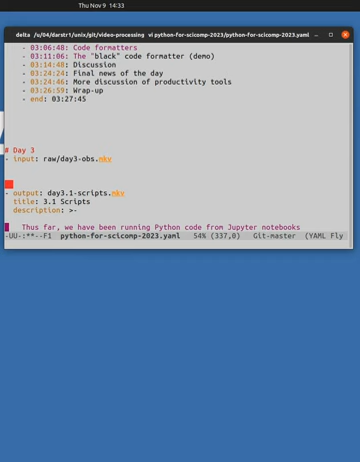 Thu Nov 9  14:33
delta  /u/04/darstr1/unix/git/video-processing  vi python-for-scicomp-2023/python-for-scicomp-2023.yaml
- 03:06:48: Code formatters
- 03:11:06: The "black" code formatter (demo)
- 03:14:48: Discussion
- 03:24:24: Final news of the day
- 03:24:46: More discussion of productivity tools
- 03:26:59: Wrap-up
- end: 03:27:45
# Day 3
- input: raw/day3-obs.mkv
- output: day3.1-scripts.mkv
title: 3.1 Scripts
description: >-
Thus far, we have been running Python code from Jupyter notebooks
-UU-:**--F1  python-for-scicomp-2023.yaml   54% (337,0)   Git-master  (YAML Fly